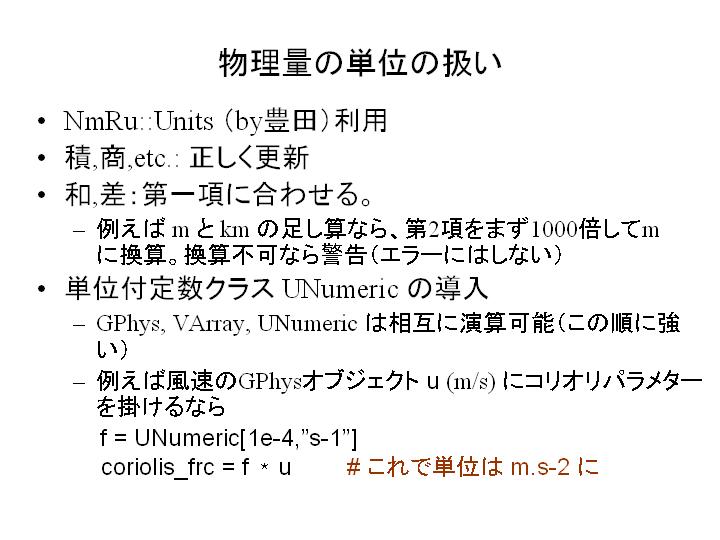 物理量の単位の扱い
• NmRu::Units （by豊田）利用
• 積,商,etc.: 正しく更新
• 和,差：第一項に合わせる。
– 例えば m と km の足し算なら、第2項をまず1000倍してm
に換算。換算不可なら警告（エラーにはしない）
• 単位付定数クラス UNumeric の導入
– GPhys, VArray, UNumeric は相互に演算可能（この順に強
い）
– 例えば風速のGPhysオブジェクト u (m/s) にコリオリパラメター
を掛けるなら
f = UNumeric[1e-4,”s-1”]
coriolis_frc = f * u # これで単位は m.s-2 に